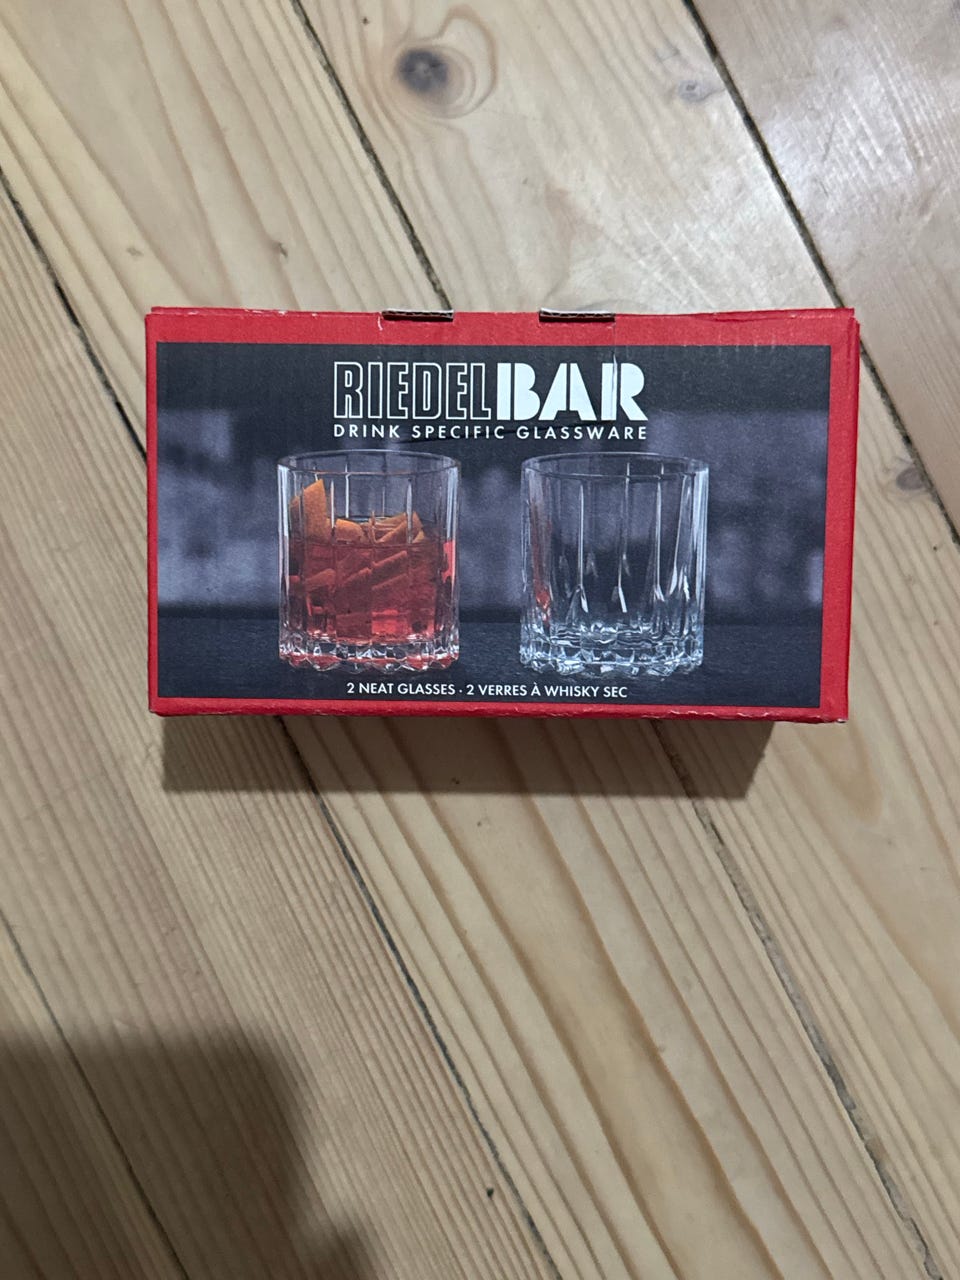 RIEDELBAR
DRINK SPECIFIC GLASSWARE
2 NEAT GLASSES · 2 VERRES À WHISKY SEC